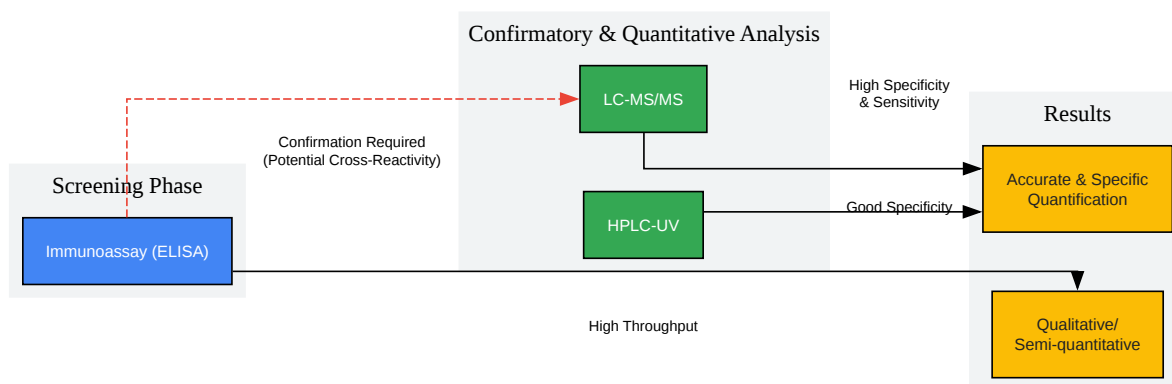 Confirmatory & Quantitative Analysis
LC-MS/MS
High Specificity
& Sensitivity
Results
Confirmation Required
(Potential Cross-Reactivity)
Screening Phase
Accurate & Specific
Quantification
HPLC-UV
Good Specificity
Immunoassay (ELISA)
High Throughput
Qualitative/
Semi-quantitative